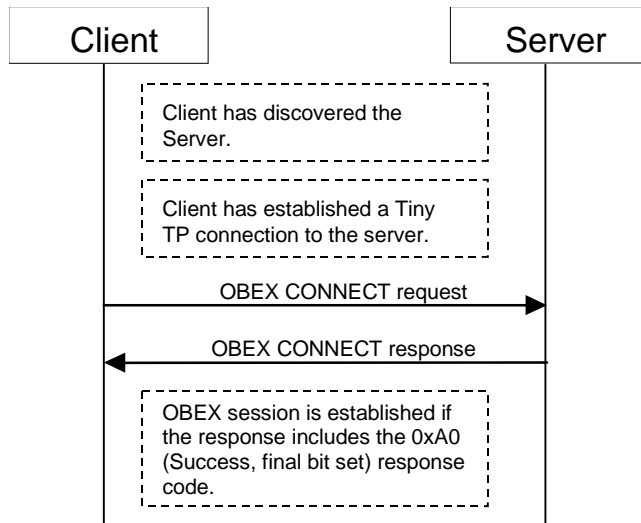 Client
Server
Client has discovered the
Server.
Client has established a Tiny
TP connection to the server.
OBEX CONNECT request
OBEX CONNECT response
OBEX session is established if
the response includes the 0xA0
(Success, final bit set) response
code.